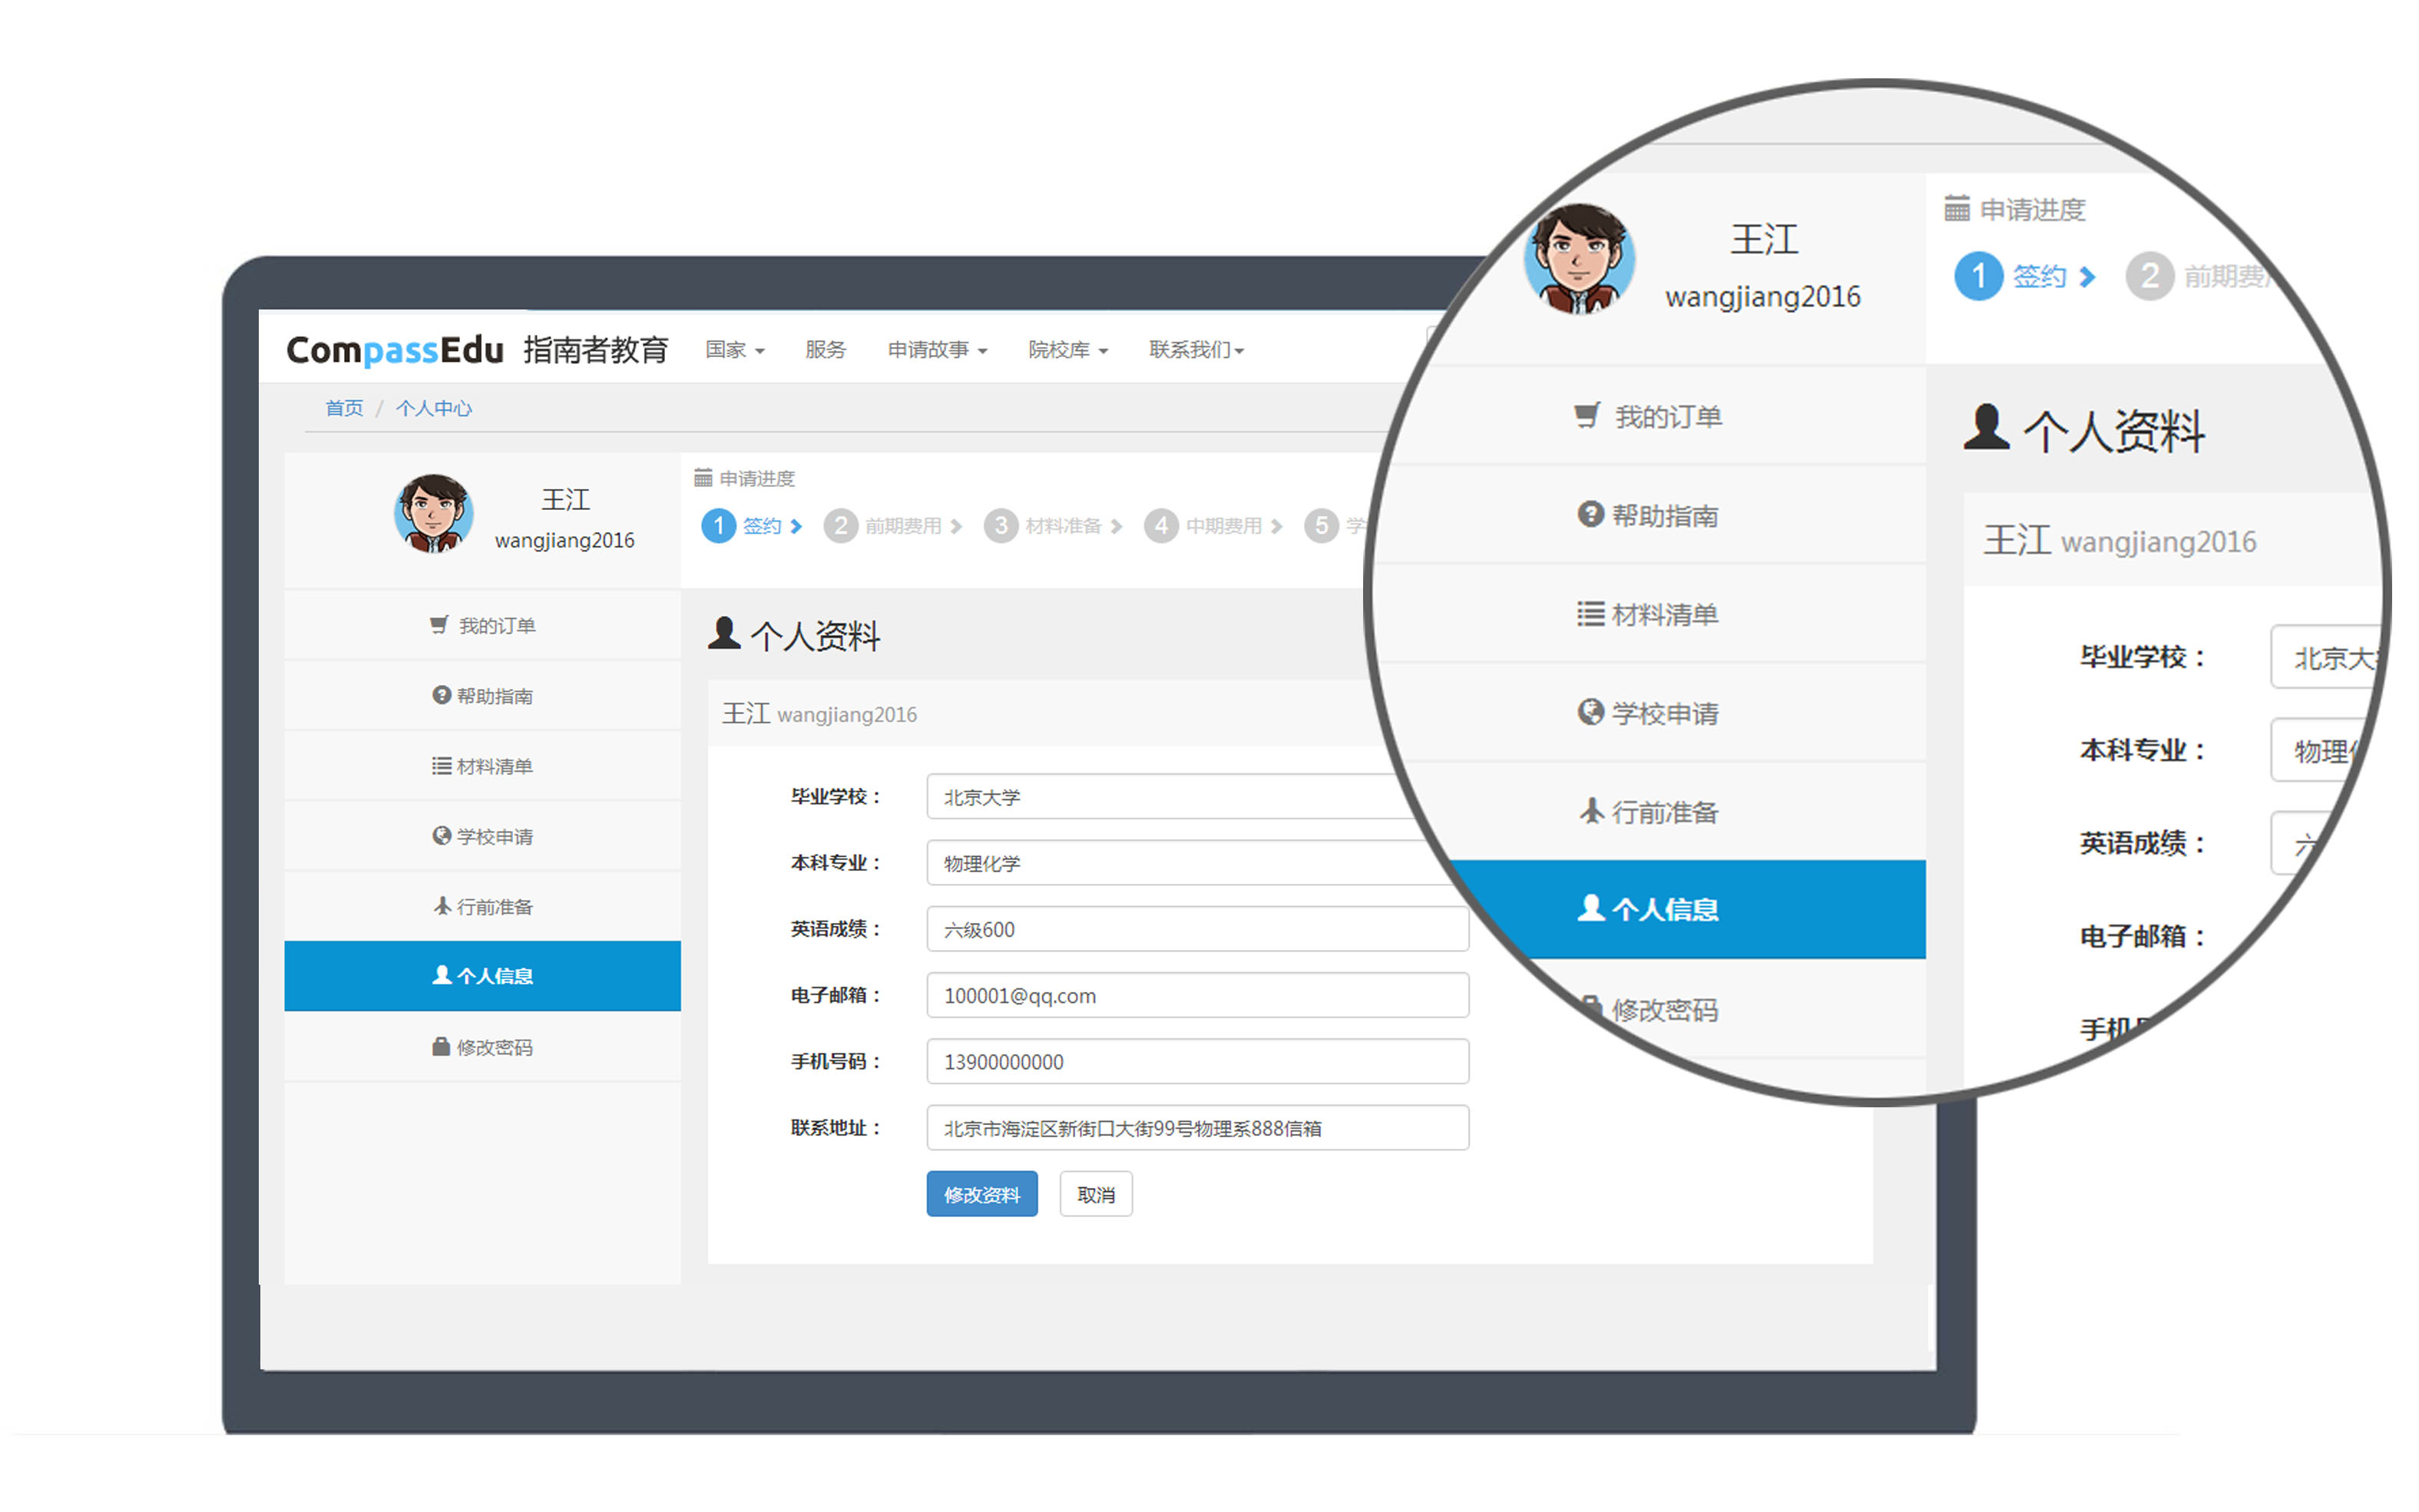 CompassEdu 指南者教育 国家 服务 申请故事 院校库 联系我们
首页 / 个人中心
王江
wangjiang2016
申请进度
1 签约 2 前期费用 3 材料准备 4 中期费用 5 学
我的订单
帮助指南
材料清单
学校申请
行前准备
个人信息
修改密码
个人资料
王江 wangjiang2016
毕业学校： 北京大学
本科专业： 物理化学
英语成绩： 六级600
电子邮箱： 100001@qq.com
手机号码： 13900000000
联系地址： 北京市海淀区新街口大街99号物理系888信箱
修改资料 取消
王江
wangjiang2016
申请进度
1 签约 2 前期费
我的订单
帮助指南
材料清单
学校申请
行前准备
个人信息
修改密码
个人资料
王江 wangjiang2016
毕业学校： 北京大
本科专业： 物理
英语成绩： 六
电子邮箱：
手机